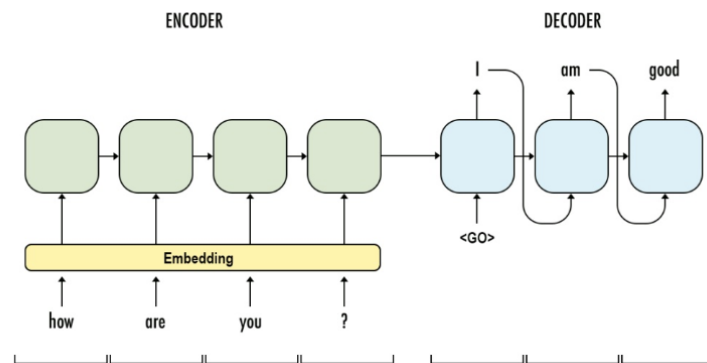 ENCODER DECODER
I am good
<GO>
Embedding
how are you ?